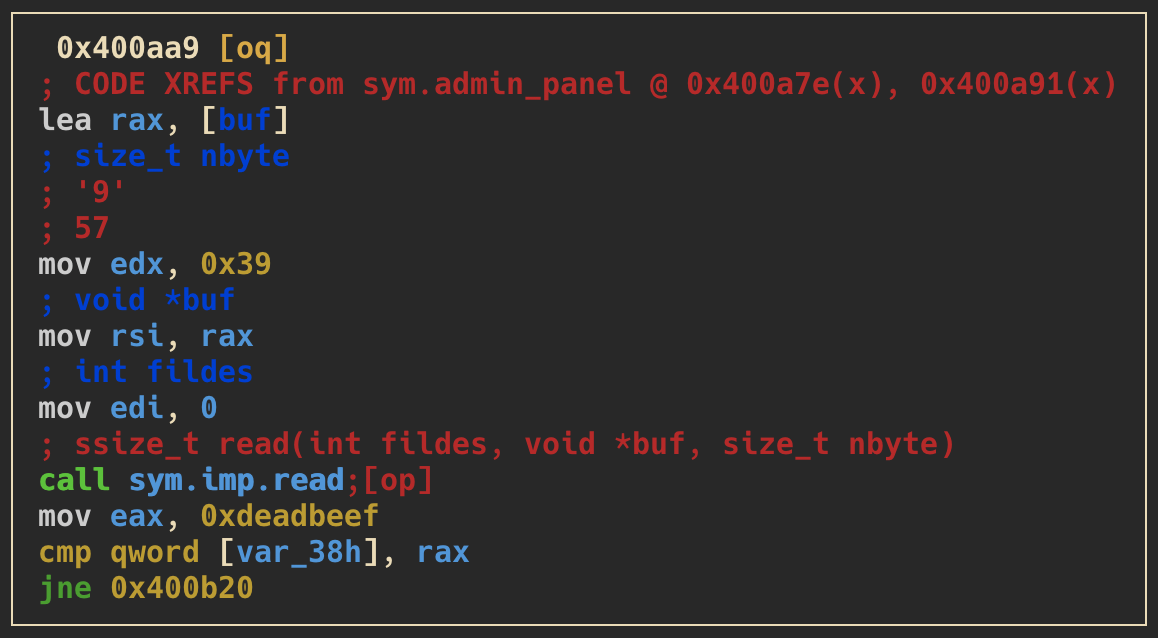 0x400aa9 [oq]
; CODE XREFS from sym.admin_panel @ 0x400a7e(x), 0x400a91(x)
lea rax, [buf]
; size_t nbyte
; '9'
; 57
mov edx, 0x39
; void *buf
mov rsi, rax
; int fildes
mov edi, 0
; ssize_t read(int fildes, void *buf, size_t nbyte)
call sym.imp.read;[op]
mov eax, 0xdeadbeef
cmp qword [var_38h], rax
jne 0x400b20